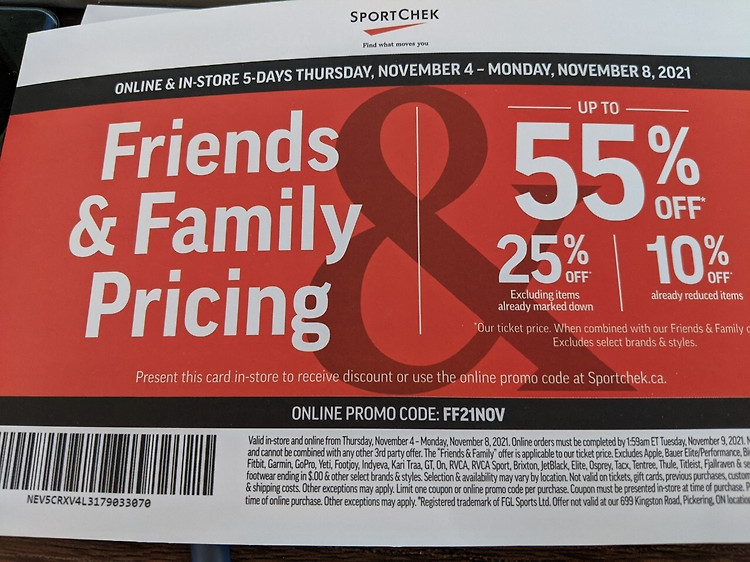 SPORTCHEK
Find what moves you
ONLINE & IN-STORE 5-DAYS THURSDAY, NOVEMBER 4 – MONDAY, NOVEMBER 8, 2021
Friends
& Family
Pricing
&
UP TO
55% OFF*
25% OFF*
Excluding items
already marked down
10% OFF*
already reduced items
*Our ticket price. When combined with our Friends & Family
Excludes select brands & styles.
Present this card in-store to receive discount or use the online promo code at Sportchek.ca.
ONLINE PROMO CODE: FF21NOV
Valid in-store and online from Thursday, November 4 – Monday, November 8, 2021. Online orders must be completed by 1:59am ET Tuesday, November 9, 2021.
and cannot be combined with any other 3rd party offer. The "Friends & Family" offer is applicable to our ticket price. Excludes Apple, Bauer Elite/Performance,
Fitbit, Garmin, GoPro, Yeti, Footjoy, Indyeva, Kari Traa, GT, On, RVCA, RVCA Sport, Brixton, JetBlack, Elite, Osprey, Tacx, Tentree, Thule, Titleist, Fjallraven &
footwear ending in $.00 & other select brands & styles. Selection & availability may vary by location. Not valid on tickets, gift cards, previous purchases,
& shipping costs. Other exceptions may apply. Limit one coupon or online promo code per purchase. Coupon must be presented in-store at time of purchase.
time of online purchase. Other exceptions may apply. *Registered trademark of FGL Sports Ltd. Offer not valid at our 699 Kingston Road, Pickering, ON
NEV5CRXV4L3179033070